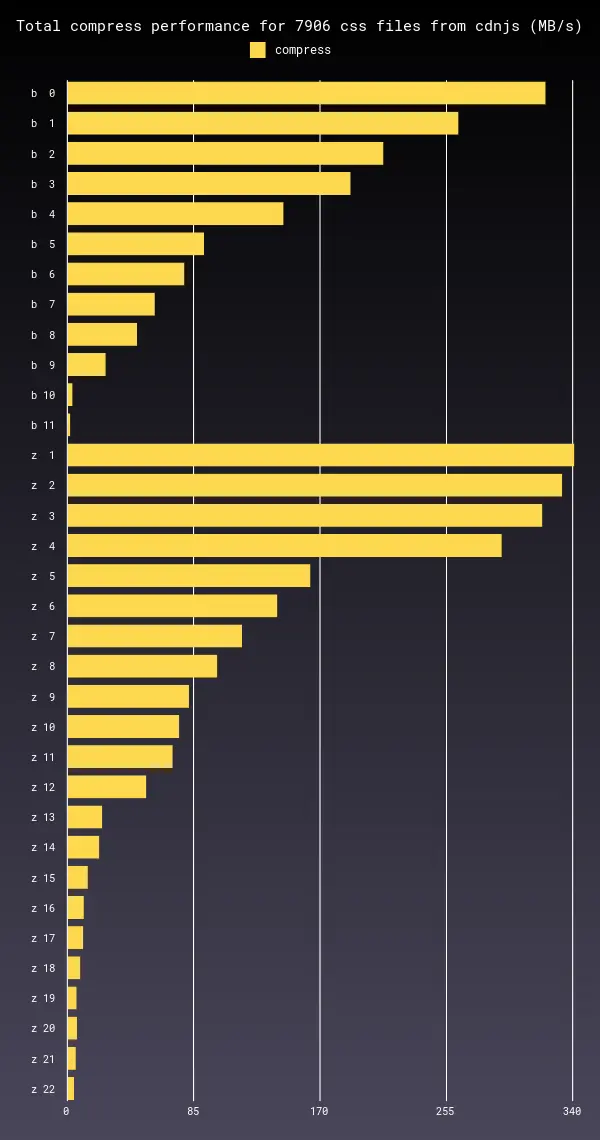 Total compress performance for 7906 css files from cdnjs (MB/s)
compress
b 0
b 1
b 2
b 3
b 4
b 5
b 6
b 7
b 8
b 9
b 10
b 11
z 1
z 2
z 3
z 4
z 5
z 6
z 7
z 8
z 9
z 10
z 11
z 12
z 13
z 14
z 15
z 16
z 17
z 18
z 19
z 20
z 21
z 22
0 85 170 255 340